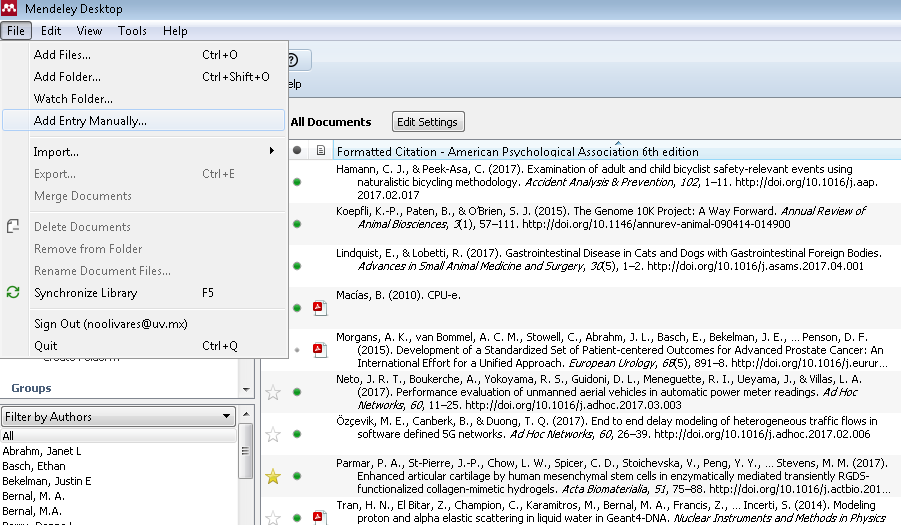 Mendeley Desktop
File Edit View Tools Help
Add Files... Ctrl+O
Add Folder... Ctrl+Shift+O
Watch Folder...
Add Entry Manually...
Import...
Export... Ctrl+E
Merge Documents
Delete Documents
Remove from Folder
Rename Document Files...
Synchronize Library F5
Sign Out (noolivares@uv.mx)
Quit Ctrl+Q
Groups
Filter by Authors
All
Abrahm, Janet L
Basch, Ethan
Bekelman, Justin E
Bernal, M. A.
Bernal, M.A.
elp
All Documents Edit Settings
Formatted Citation - American Psychological Association 6th edition
Hamann, C. J., & Peek-Asa, C. (2017). Examination of adult and child bicyclist safety-relevant events using
naturalistic bicycling methodology. Accident Analysis & Prevention, 102, 1–11. http://doi.org/10.1016/j.aap.
2017.02.017
Koepfli, K.-P., Paten, B., & O'Brien, S. J. (2015). The Genome 10K Project: A Way Forward. Annual Review of
Animal Biosciences, 3(1), 57–111. http://doi.org/10.1146/annurev-animal-090414-014900
Lindquist, E., & Lobetti, R. (2017). Gastrointestinal Disease in Cats and Dogs with Gastrointestinal Foreign Bodies.
Advances in Small Animal Medicine and Surgery, 30(5), 1–2. http://doi.org/10.1016/j.asams.2017.04.001
Macías, B. (2010). CPU-e.
Morgans, A. K., van Bommel, A. C. M., Stowell, C., Abrahm, J. L., Basch, E., Bekelman, J. E., ... Penson, D. F.
(2015). Development of a Standardized Set of Patient-centered Outcomes for Advanced Prostate Cancer: An
International Effort for a Unified Approach. European Urology, 68(5), 891–8. http://doi.org/10.1016/j.eurur...
Neto, J. R. T., Boukerche, A., Yokoyama, R. S., Guidoni, D. L., Meneguette, R. I., Ueyama, J., & Villas, L. A.
(2017). Performance evaluation of unmanned aerial vehicles in automatic power meter readings. Ad Hoc
Networks, 60, 11–25. http://doi.org/10.1016/j.adhoc.2017.03.003
Özçevik, M. E., Canberk, B., & Duong, T. Q. (2017). End to end delay modeling of heterogeneous traffic flows in
software defined 5G networks. Ad Hoc Networks, 60, 26–39. http://doi.org/10.1016/j.adhoc.2017.02.006
Parmar, P. A., St-Pierre, J.-P., Chow, L. W., Spicer, C. D., Stoichevska, V., Peng, Y. Y., ... Stevens, M. M. (2017).
Enhanced articular cartilage by human mesenchymal stem cells in enzymatically mediated transiently RGDS-
functionalized collagen-mimetic hydrogels. Acta Biomaterialia, 51, 75–88. http://doi.org/10.1016/j.actbio.201...
Tran, H. N., El Bitar, Z., Champion, C., Karamitros, M., Bernal, M. A., Francis, Z., ... Incerti, S. (2014). Modeling
proton and alpha elastic scattering in liquid water in Geant4-DNA. Nuclear Instruments and Methods in Physics